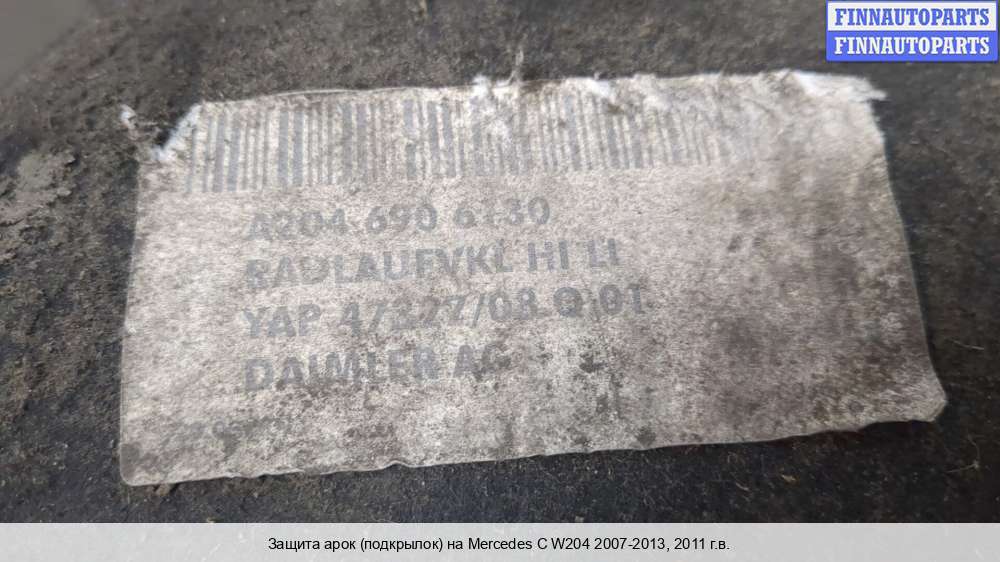 FINNAUTOPARTS
FINNAUTOPARTS
A204 690 6130
RADLAUFVKL HI LI
YAP 47327/08 Q 01
DAIMLER AG
Защита арок (подкрылок) на Mercedes C W204 2007-2013, 2011 г.в.